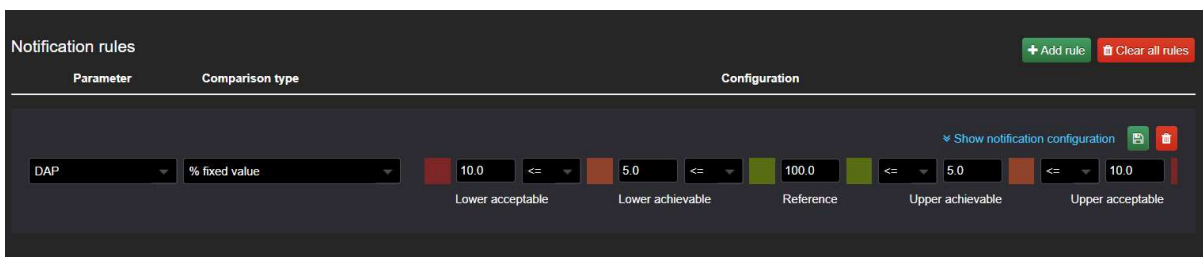 Notification rules
+ Add rule
Clear all rules
Parameter Comparison type Configuration
Show notification configuration
DAP % fixed value 10.0 <= 5.0 <= 100.0 <= 5.0 <= 10.0
Lower acceptable Lower achievable Reference Upper achievable Upper acceptable